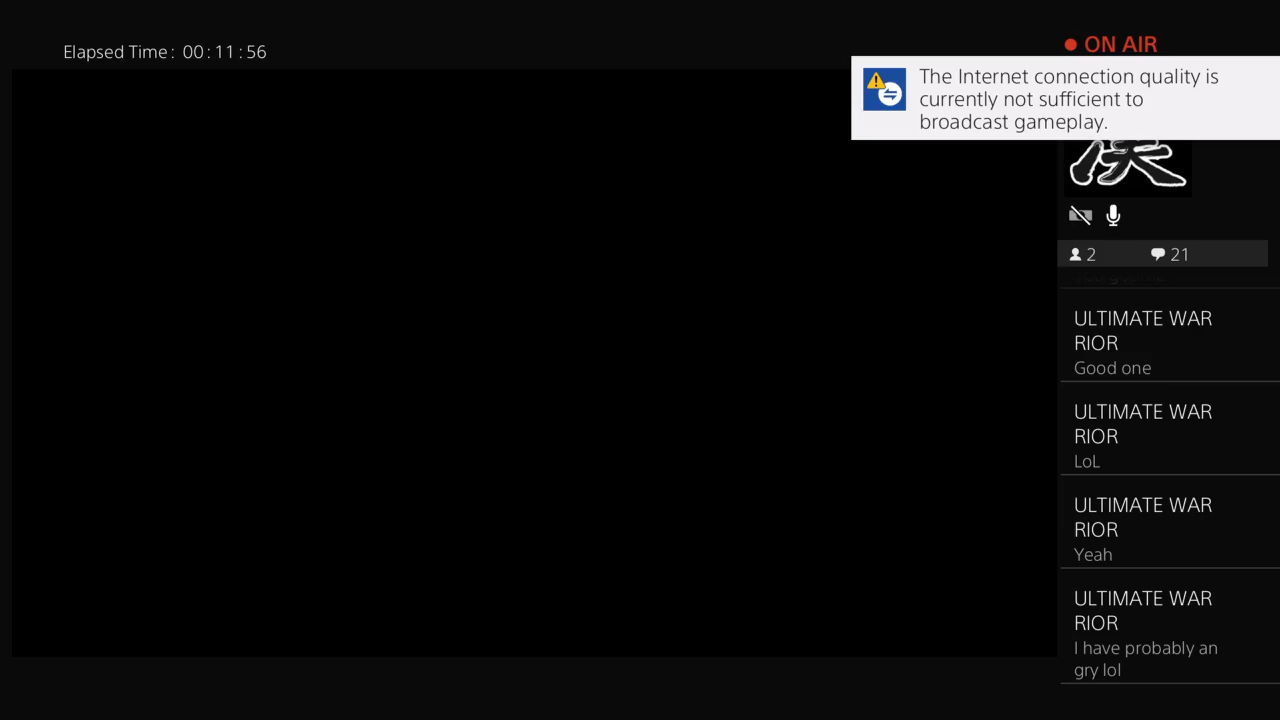 Elapsed Time: 00:11:56
ON AIR
The Internet connection quality is
currently not sufficient to
broadcast gameplay.
2 21
ULTIMATE WAR
RIOR
Good one
ULTIMATE WAR
RIOR
LoL
ULTIMATE WAR
RIOR
Yeah
ULTIMATE WAR
RIOR
I have probably an
gry lol